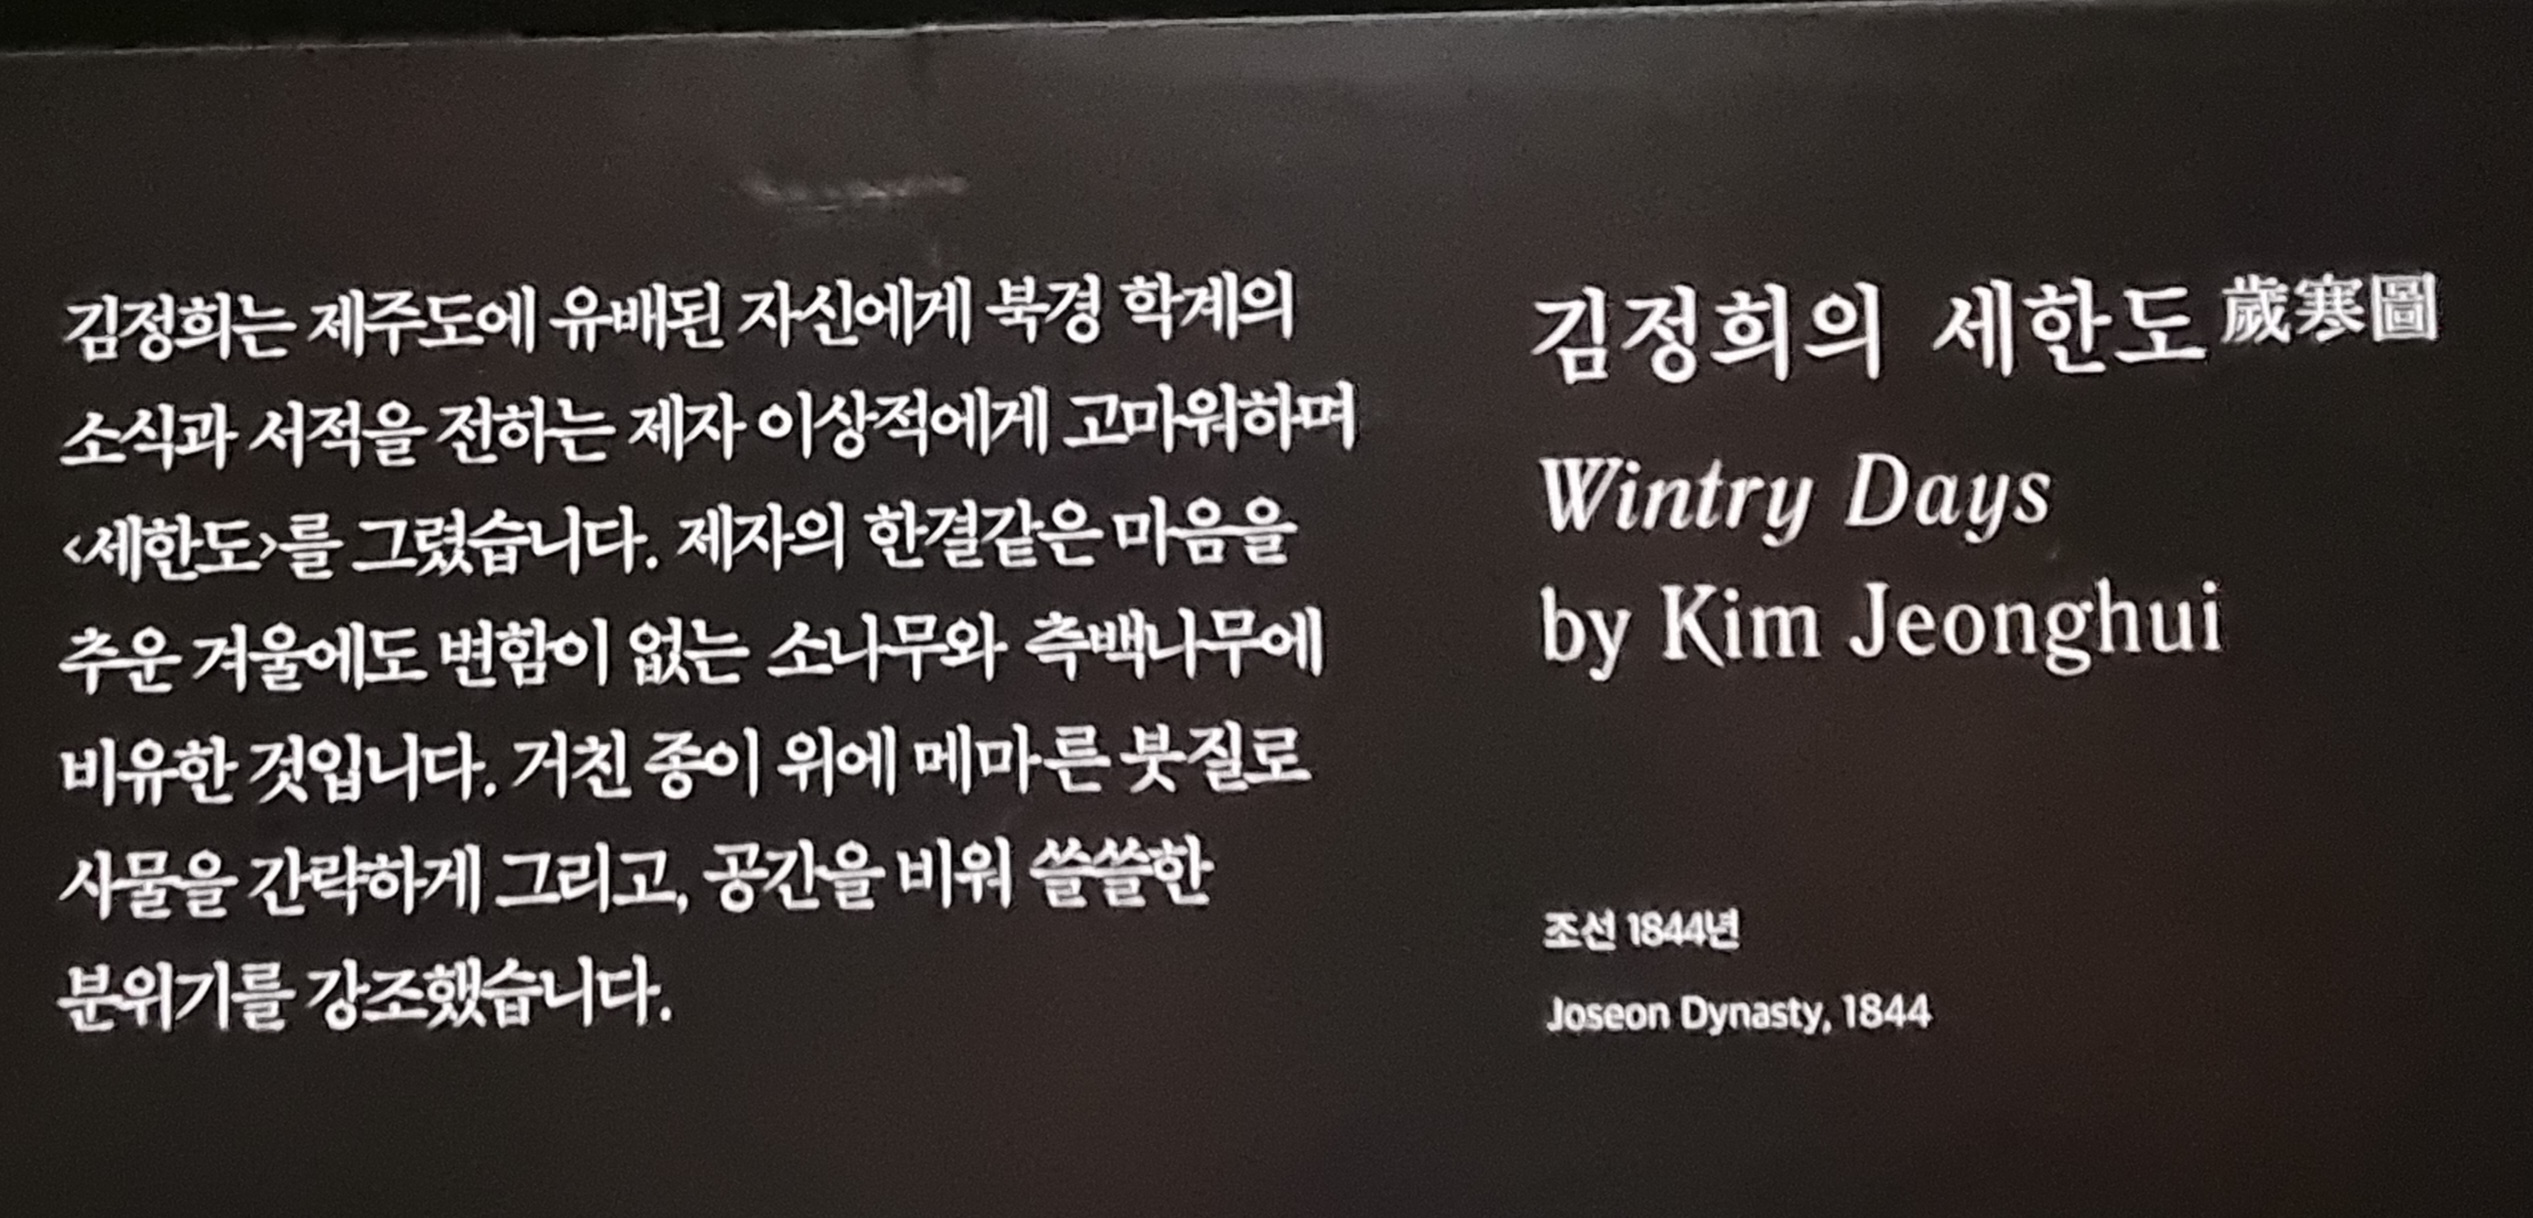 김정희는 제주도에 유배된 자신에게 북경 학계의
소식과 서적을 전하는 제자 이상적에게 고마워하며
<세한도>를 그렸습니다. 제자의 한결같은 마음을
추운 겨울에도 변함이 없는 소나무와 측백나무에
비유한 것입니다. 거친 종이 위에 메마른 붓질로
사물을 간략하게 그리고, 공간을 비워 쓸쓸한
분위기를 강조했습니다.
김정희의 세한도 歲寒圖
Wintry Days
by Kim Jeonghui
조선 1844년
Joseon Dynasty, 1844